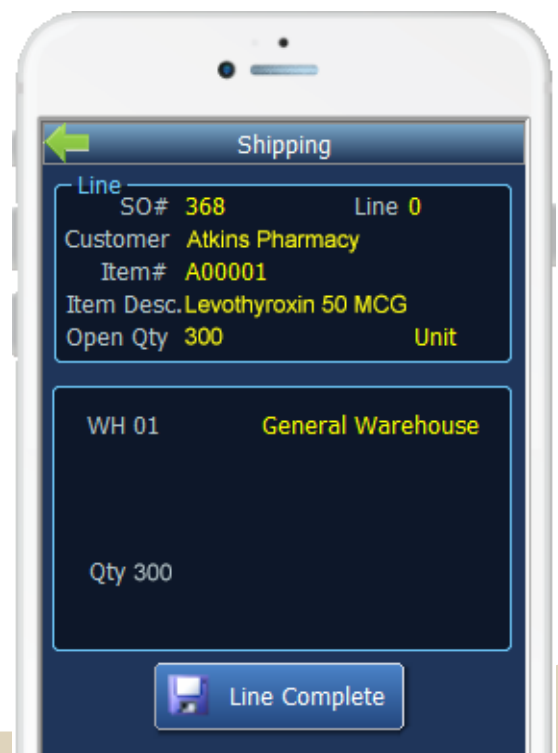 Shipping
Line
SO# 368 Line 0
Customer Atkins Pharmacy
Item# A00001
Item Desc. Levothyroxin 50 MCG
Open Qty 300 Unit
WH 01 General Warehouse
Qty 300
Line Complete